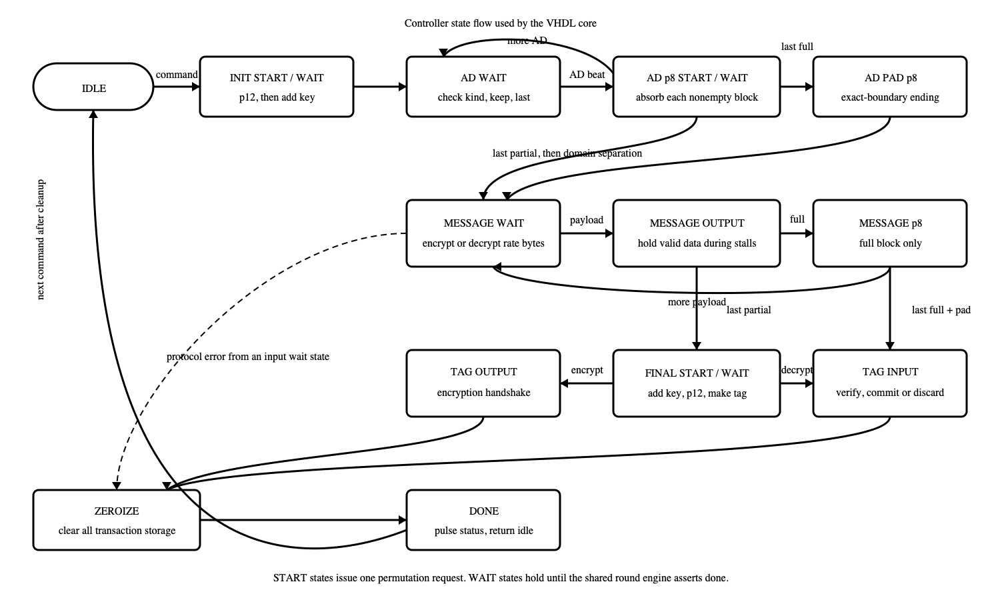 Controller state flow used by the VHDL core
more AD
last full
IDLE
command
INIT START / WAIT
p12, then add key
AD WAIT
check kind, keep, last
AD beat
AD p8 START / WAIT
absorb each nonempty block
AD PAD p8
exact-boundary ending
last partial, then domain separation
next command after cleanup
MESSAGE WAIT
encrypt or decrypt rate bytes
payload
MESSAGE OUTPUT
hold valid data during stalls
full
MESSAGE p8
full block only
more payload
last partial
last full + pad
protocol error from an input wait state
TAG OUTPUT
encryption handshake
encrypt
FINAL START / WAIT
add key, p12, make tag
decrypt
TAG INPUT
verify, commit or discard
ZEROIZE
clear all transaction storage
DONE
pulse status, return idle
START states issue one permutation request. WAIT states hold until the shared round engine asserts done.